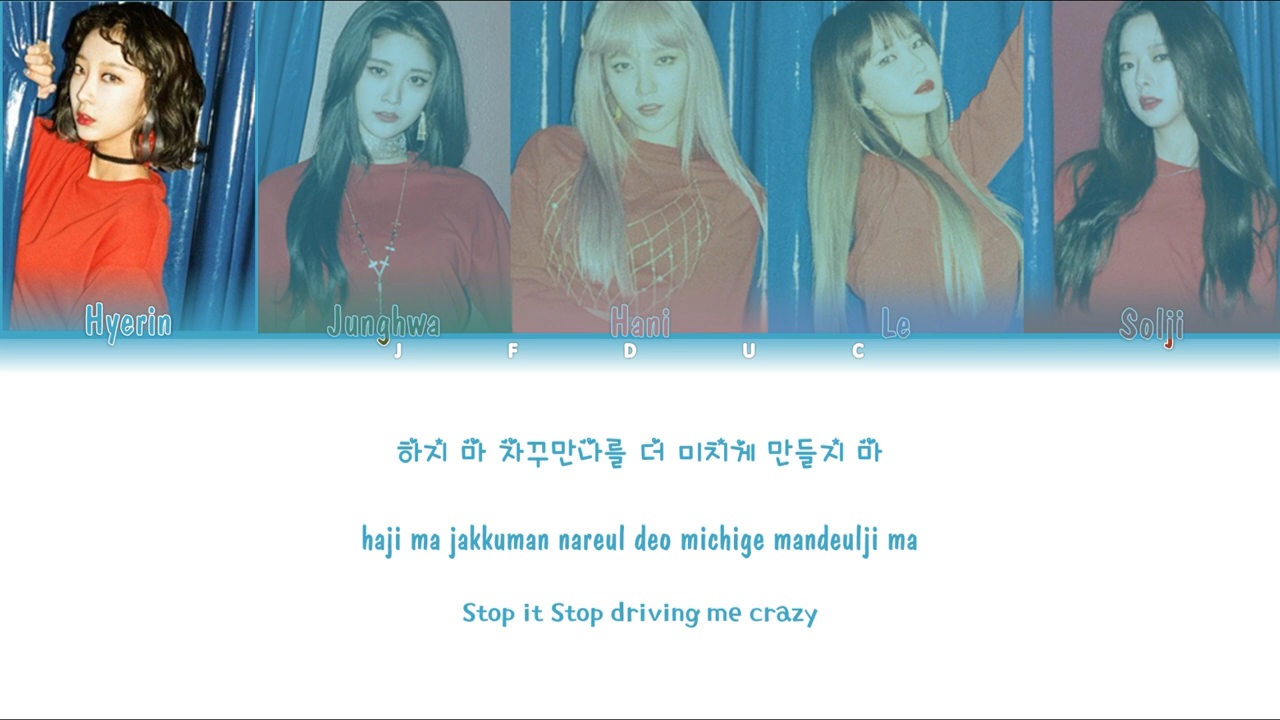 Hyerin Junghwa Hani Le Solji
J F D U C
하지 마 자꾸만나를 더 미치게 만들지 마
haji ma jakkuman nareul deo michige mandeulji ma
Stop it Stop driving me crazy